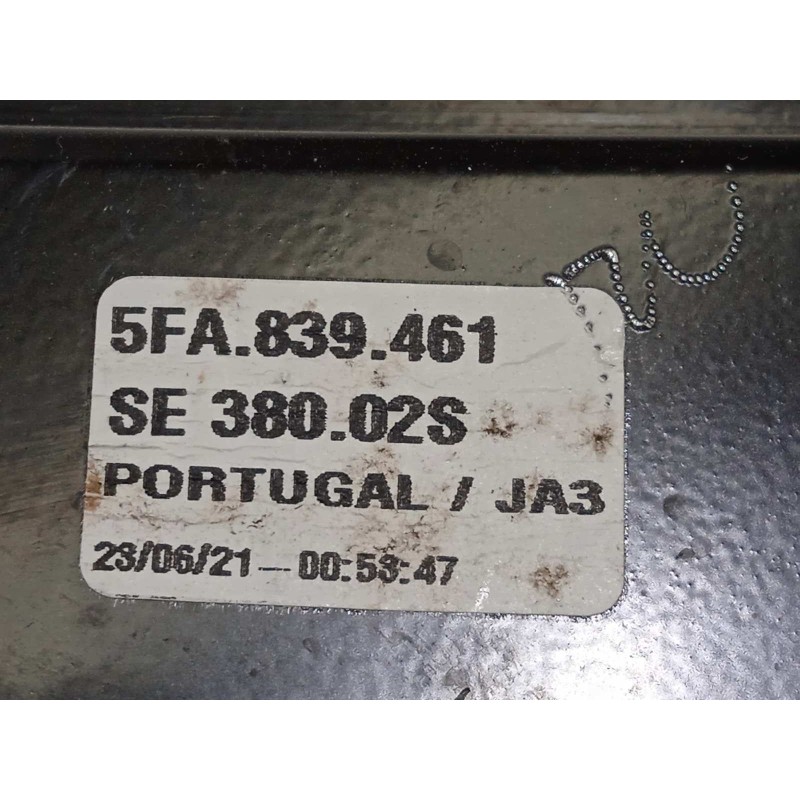 5FA.839.461
SE 380.02S
PORTUGAL / JA3
23/06/21-00:53:47